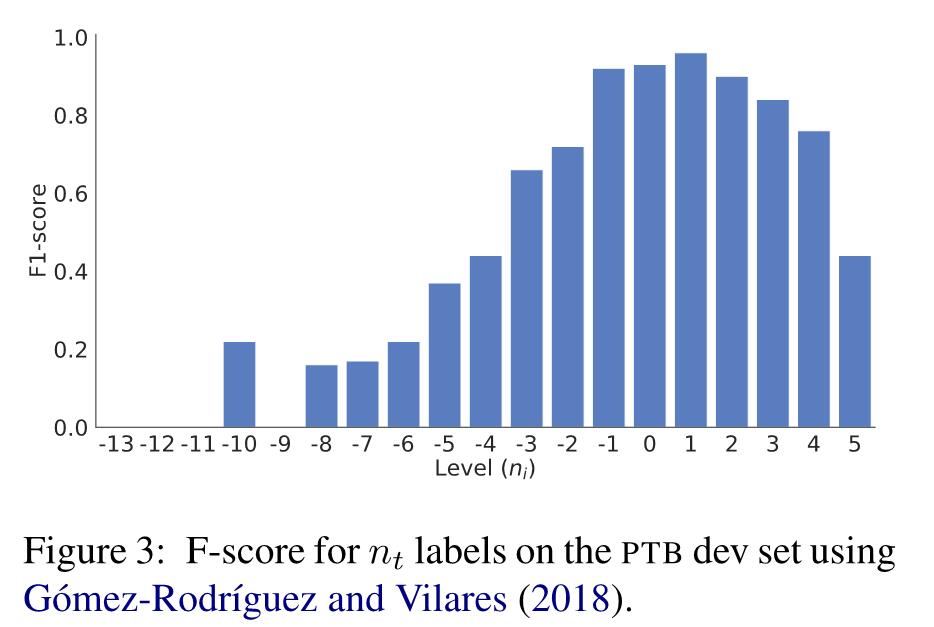 1.0
0.8
0.6
0.4
0.2
0.0
F1-score
-13 -12 -11 -10 -9 -8 -7 -6 -5 -4 -3 -2 -1 0 1 2 3 4 5
Level (nᵢ)
Figure 3: F-score for nₜ labels on the PTB dev set using
Gómez-Rodríguez and Vilares (2018).